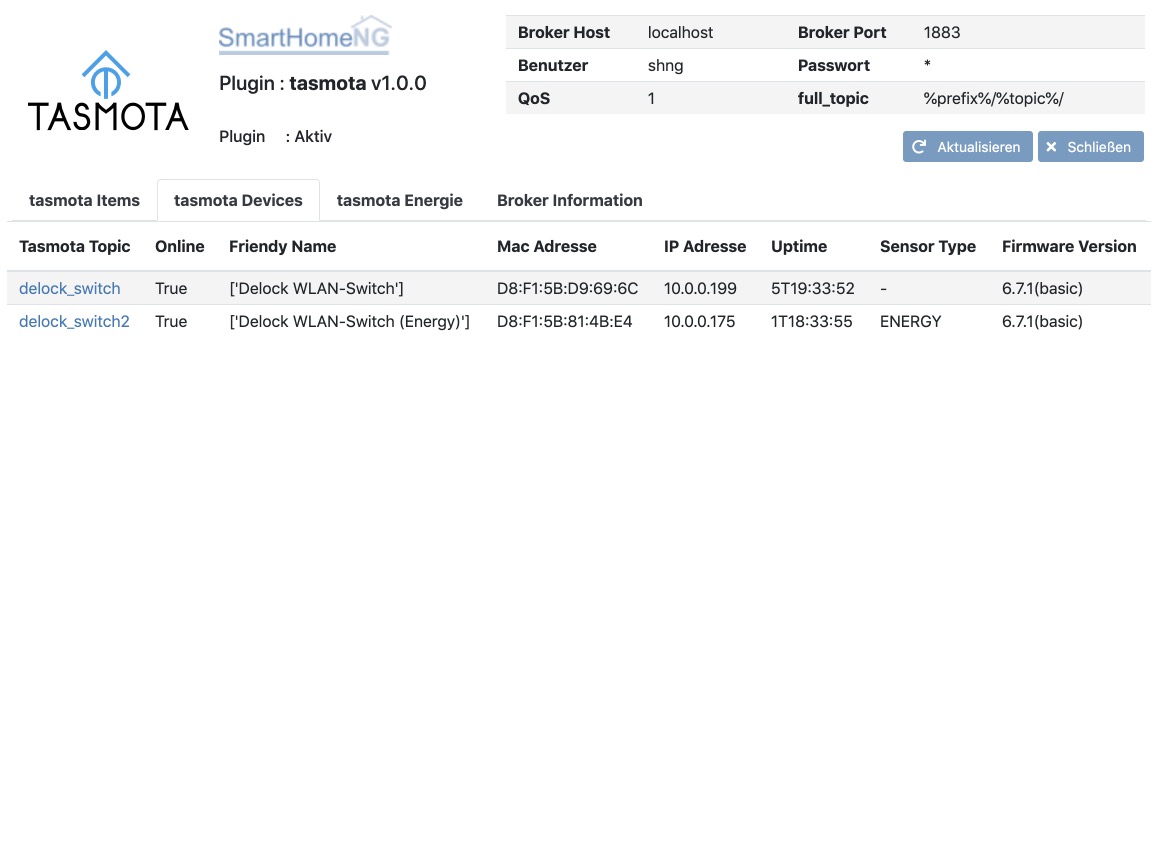 TASMOTA
SmartHomeNG
Plugin : tasmota v1.0.0
Plugin : Aktiv
Broker Host localhost Broker Port 1883
Benutzer shng Passwort *
QoS 1 full_topic %prefix%/%topic%/
Aktualisieren Schließen
tasmota Items tasmota Devices tasmota Energie Broker Information
Tasmota Topic Online Friendy Name Mac Adresse IP Adresse Uptime Sensor Type Firmware Version
delock_switch True ['Delock WLAN-Switch'] D8:F1:5B:D9:69:6C 10.0.0.199 5T19:33:52 - 6.7.1(basic)
delock_switch2 True ['Delock WLAN-Switch (Energy)'] D8:F1:5B:81:4B:E4 10.0.0.175 1T18:33:55 ENERGY 6.7.1(basic)